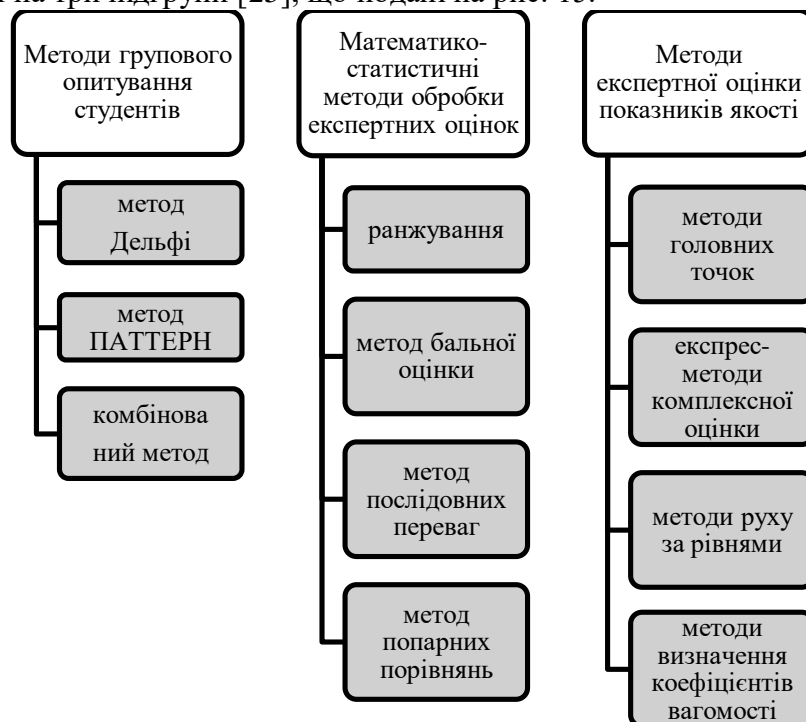 на три підгрупи [23], що подані на рис. 13.
Методи групового
опитування
студентів
метод
Дельфі
метод
ПАТТЕРН
комбінова
ний метод
Математико-
статистичні
методи обробки
експертних оцінок
ранжування
метод бальної
оцінки
метод
послідовних
переваг
метод
попарних
порівнянь
Методи
експертної оцінки
показників якості
методи
головних
точок
експрес-
методи
комплексної
оцінки
методи руху
за рівнями
методи
визначення
коефіцієнтів
вагомості